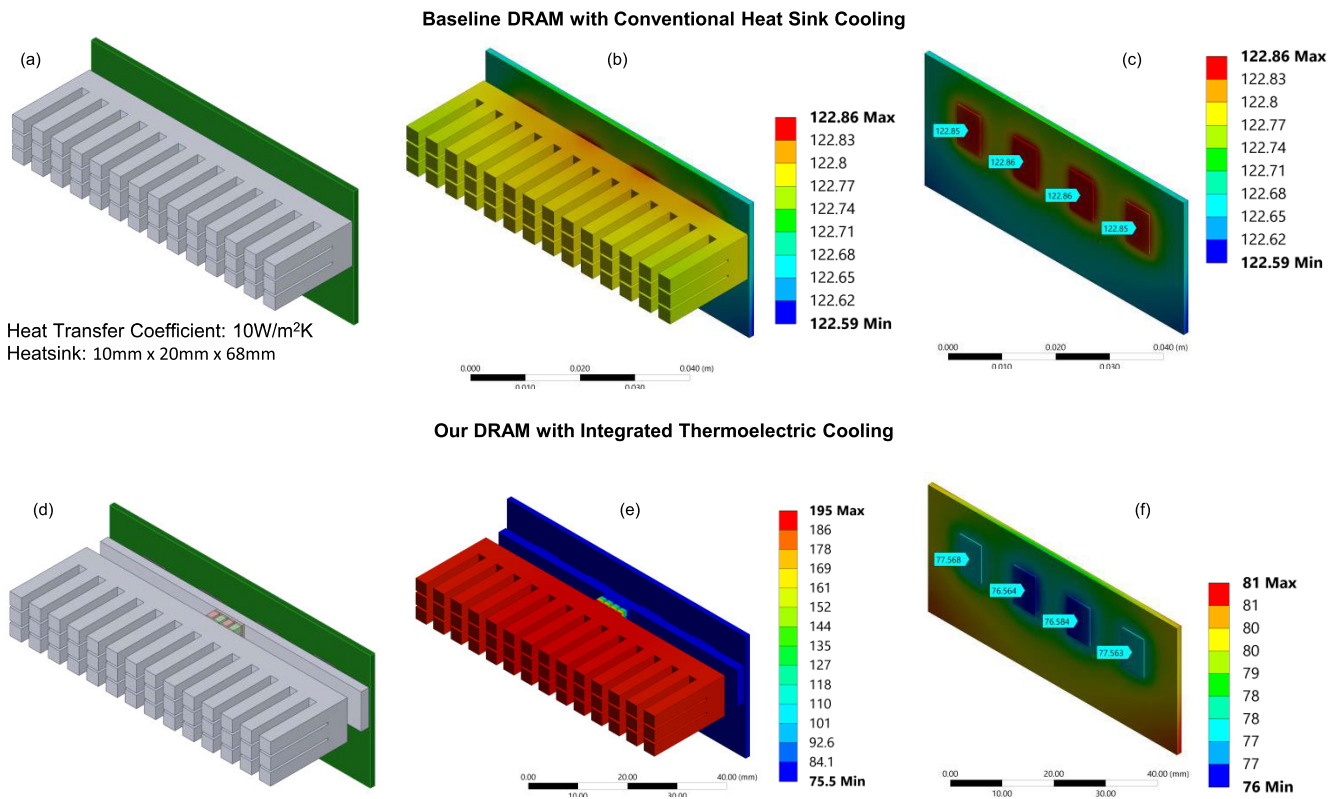 Baseline DRAM with Conventional Heat Sink Cooling
(a)
(b)
(c)
122.86 Max
122.83
122.8
122.77
122.74
122.71
122.68
122.65
122.62
122.59 Min
122.85
122.86
122.86
122.85
122.86 Max
122.83
122.8
122.77
122.74
122.71
122.68
122.65
122.62
122.59 Min
Heat Transfer Coefficient: 10W/m²K
Heatsink: 10mm x 20mm x 68mm
0.000 0.020 0.040 (m)
0.010 0.030
0.000 0.020 0.040 (m)
0.010 0.030
Our DRAM with Integrated Thermoelectric Cooling
(d)
(e)
(f)
195 Max
186
178
169
161
152
144
135
127
118
110
101
92.6
84.1
75.5 Min
77.568
76.564
76.584
77.563
81 Max
81
80
80
79
78
78
77
77
76 Min
0.00 20.00 40.00 (mm)
10.00 30.00
0.00 20.00 40.00 (mm)
10.00 30.00